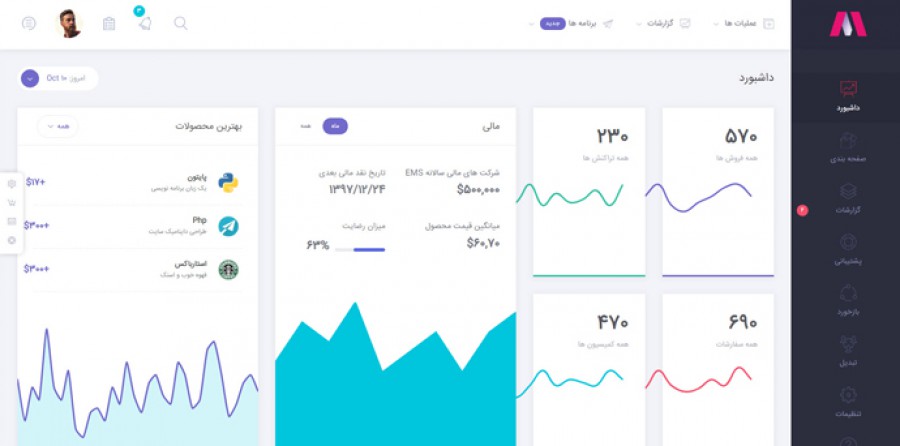 عملیات ها
گزارشات
برنامه ها
جدید
۳
داشبورد
امروز: Oct 10
داشبورد
صفحه بندی
گزارشات
۲
پشتیبانی
بازخورد
تبدیل
تنظیمات
۵۷۰
همه فروش ها
۲۳۰
همه تراکنش ها
۶۹۰
همه سفارشات
۴۷۰
همه کمیسیون ها
مالی
ماه
همه
شرکت های مالی سالانه EMS
$۵۰۰,۰۰۰
تاریخ نقد مالی بعدی
۱۳۹۷/۱۲/۲۴
میانگین قیمت محصول
$۶۰,۷۰
میزان رضایت
۶۳%
بهترین محصولات
همه
پایتون
یک زبان برنامه نویسی
$۱۷+
Php
طراحی داینامیک سایت
$۳۰۰+
استارباکس
قهوه خوب و اسنک
$۳۰۰+